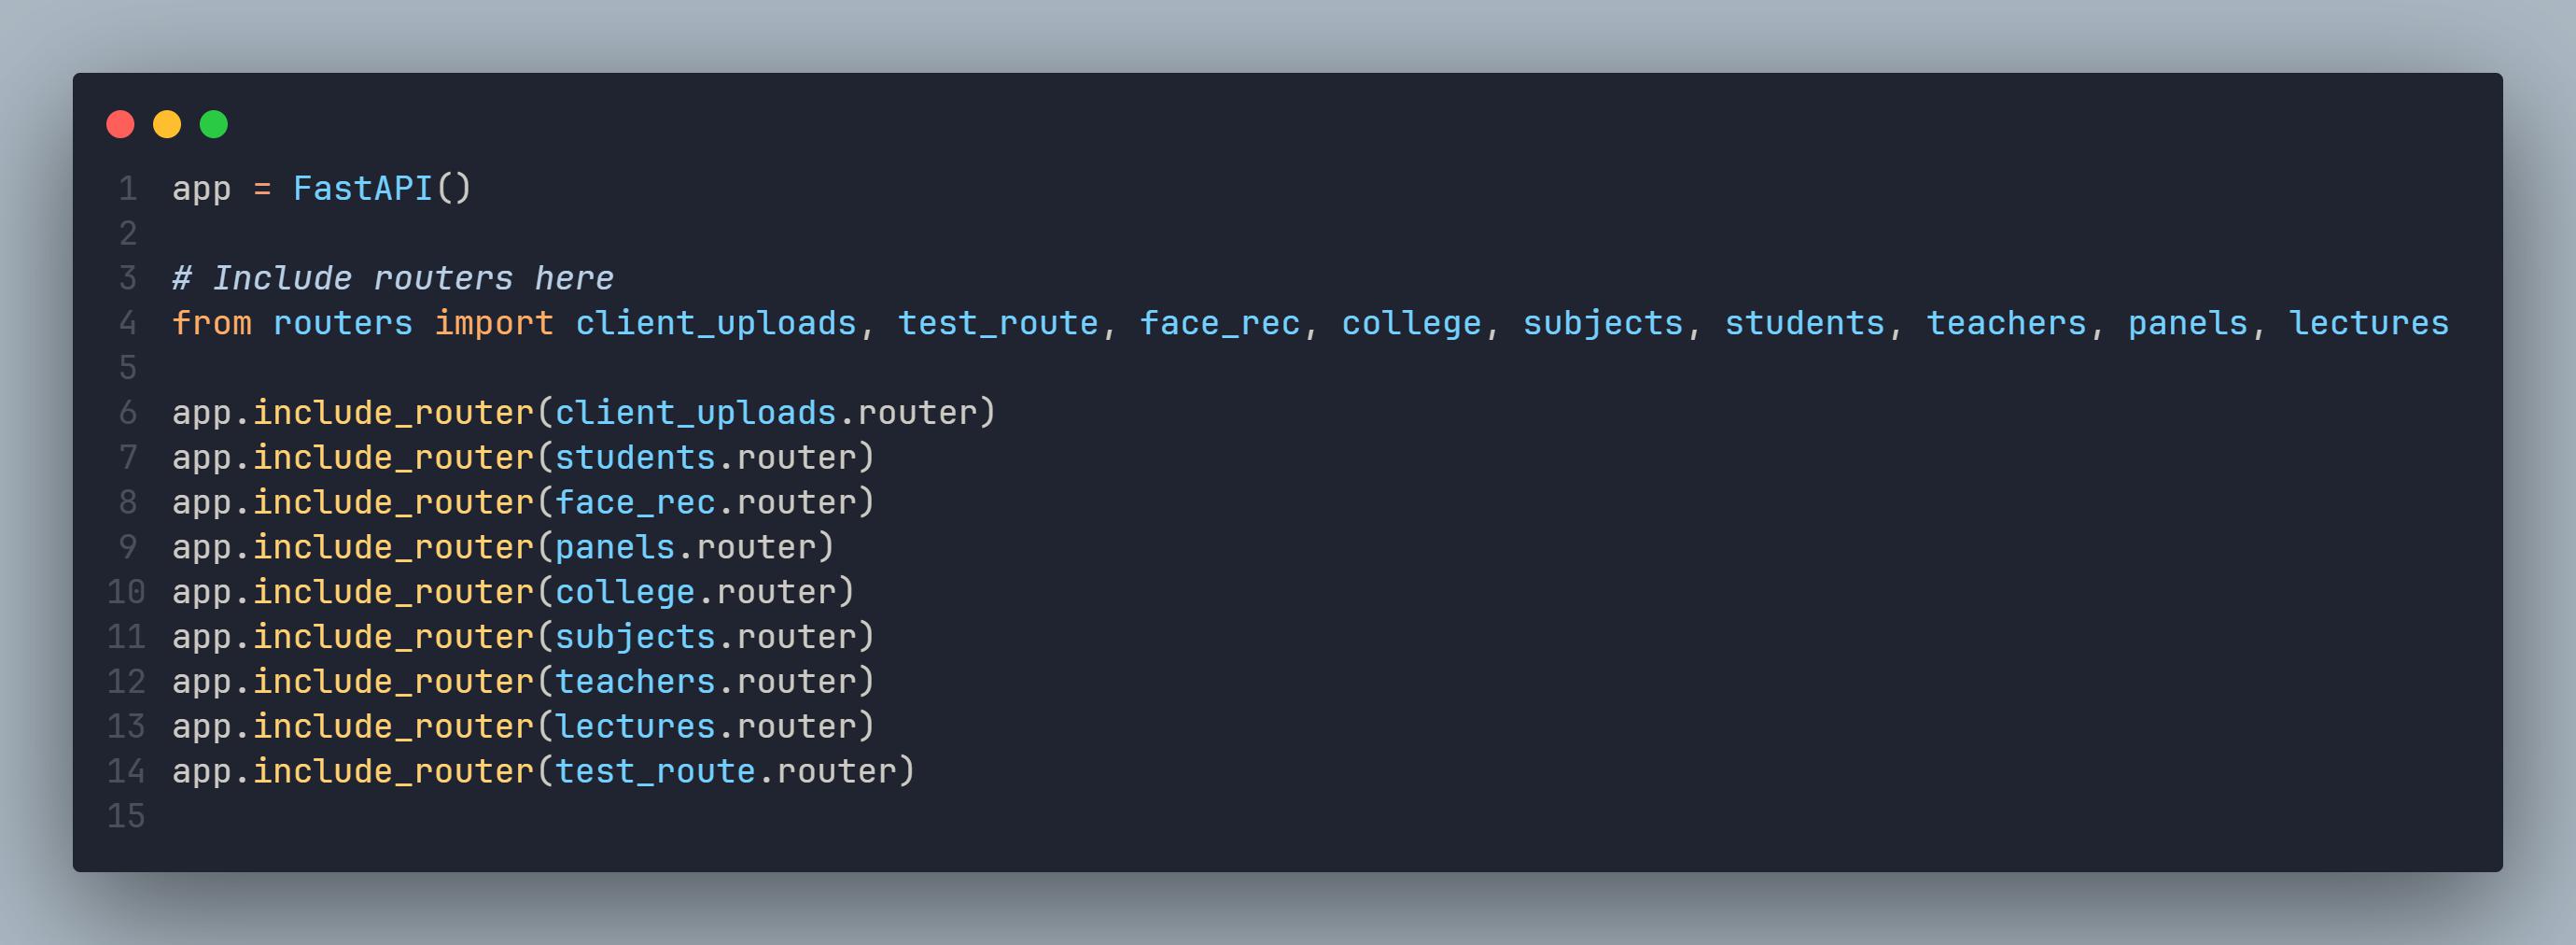 1 app = FastAPI()
2
3 # Include routers here
4 from routers import client_uploads, test_route, face_rec, college, subjects, students, teachers, panels, lectures
5
6 app.include_router(client_uploads.router)
7 app.include_router(students.router)
8 app.include_router(face_rec.router)
9 app.include_router(panels.router)
10 app.include_router(college.router)
11 app.include_router(subjects.router)
12 app.include_router(teachers.router)
13 app.include_router(lectures.router)
14 app.include_router(test_route.router)
15